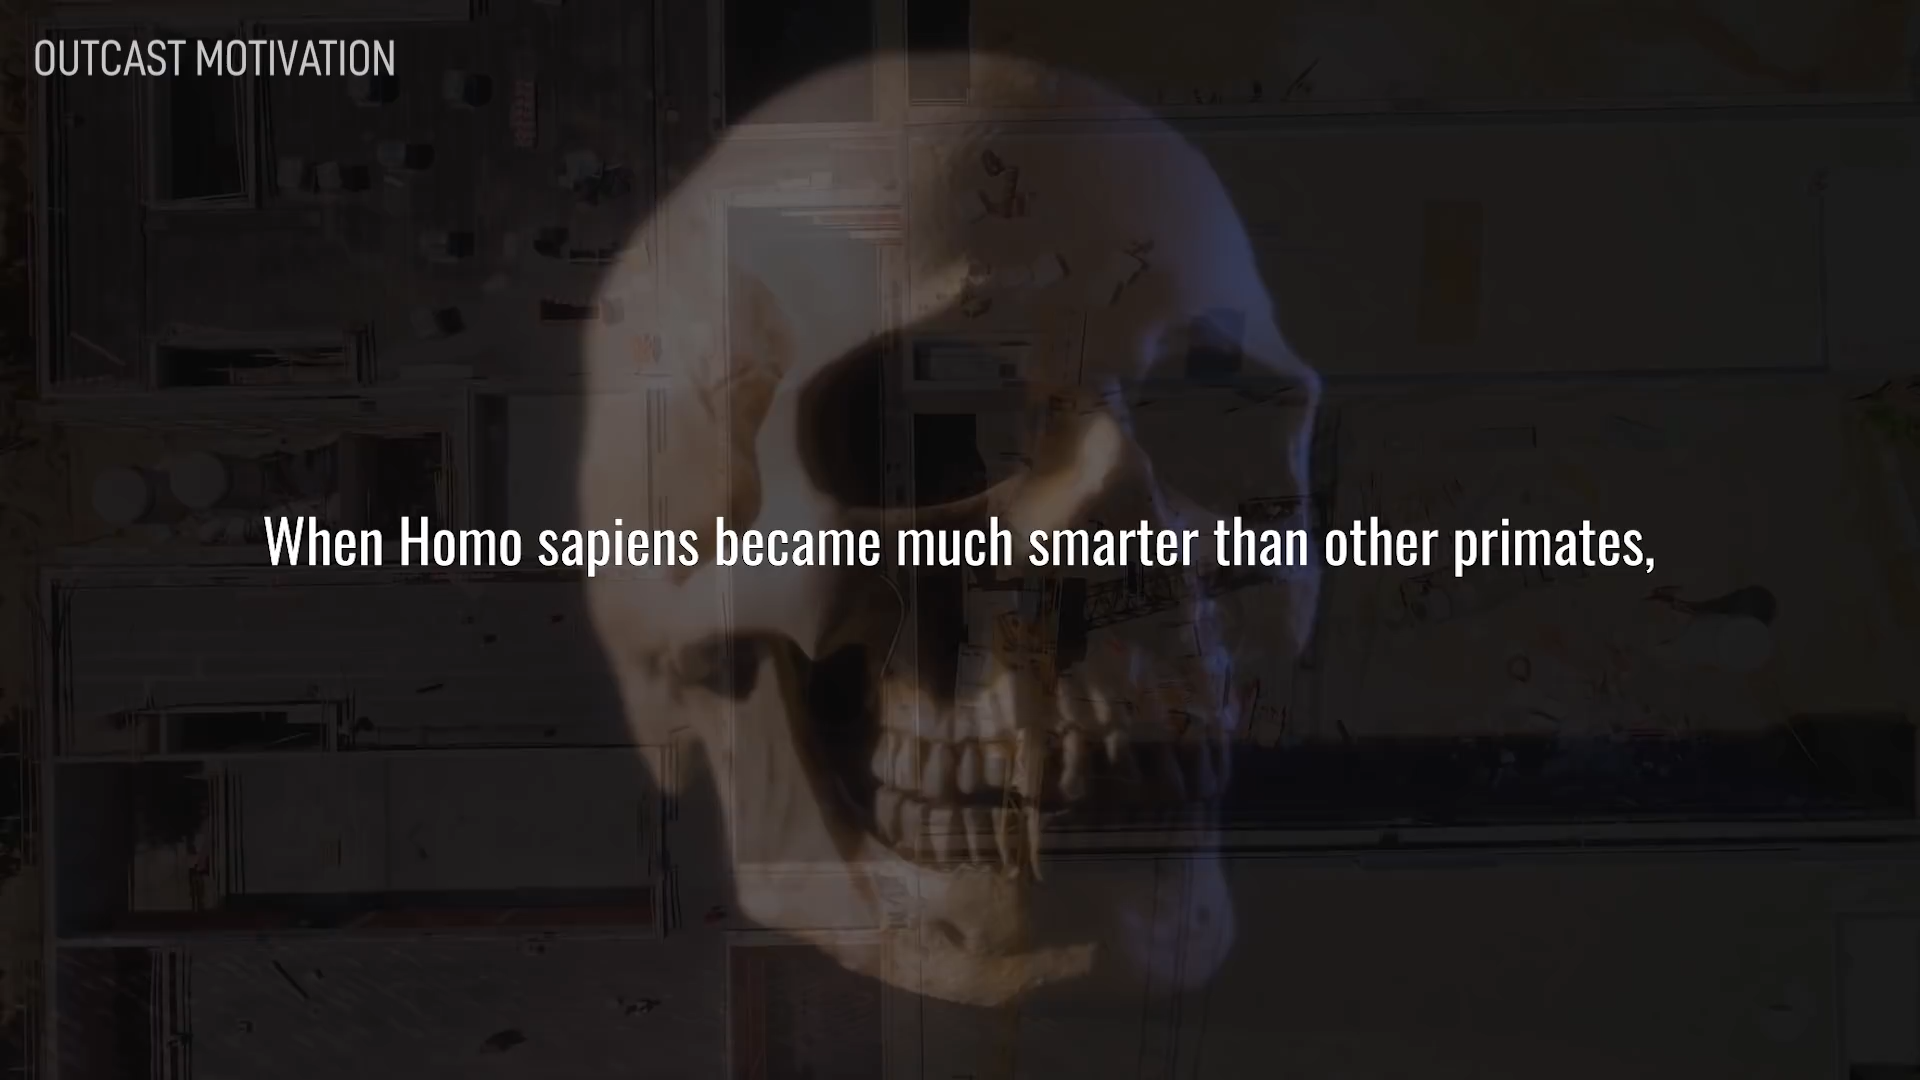 OUTCAST MOTIVATION
When Homo sapiens became much smarter than other primates,